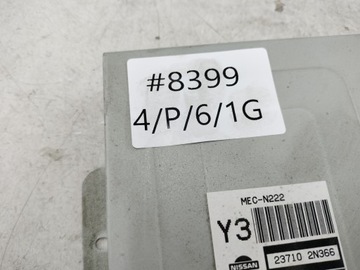 #8399
4/P/6/1G
MEC-N222
Y3
NISSAN
23710 2N366